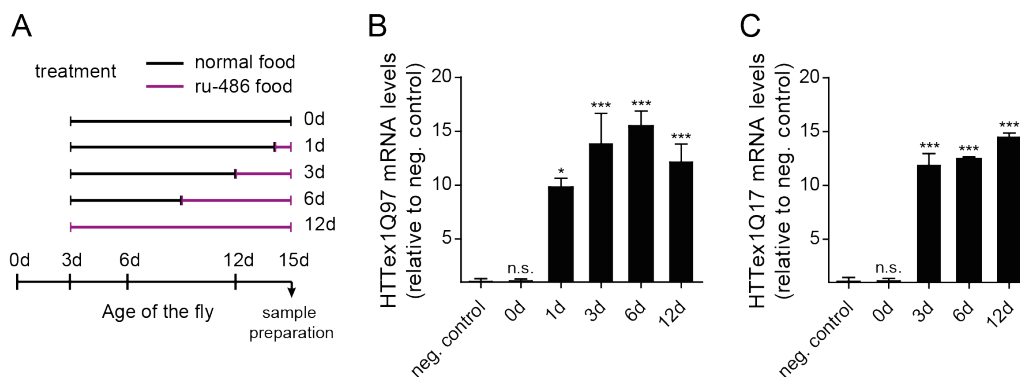 A
treatment
normal food
ru-486 food
0d
1d
3d
6d
12d
0d 3d 6d 12d 15d
Age of the fly
sample
preparation
B
HTTex1Q97 mRNA levels
(relative to neg. control)
20
15
10
5
n.s.
*
***
***
***
neg. control
0d
1d
3d
6d
12d
C
HTTex1Q17 mRNA levels
(relative to neg. control)
20
15
10
5
n.s.
***
***
***
neg. control
0d
3d
6d
12d